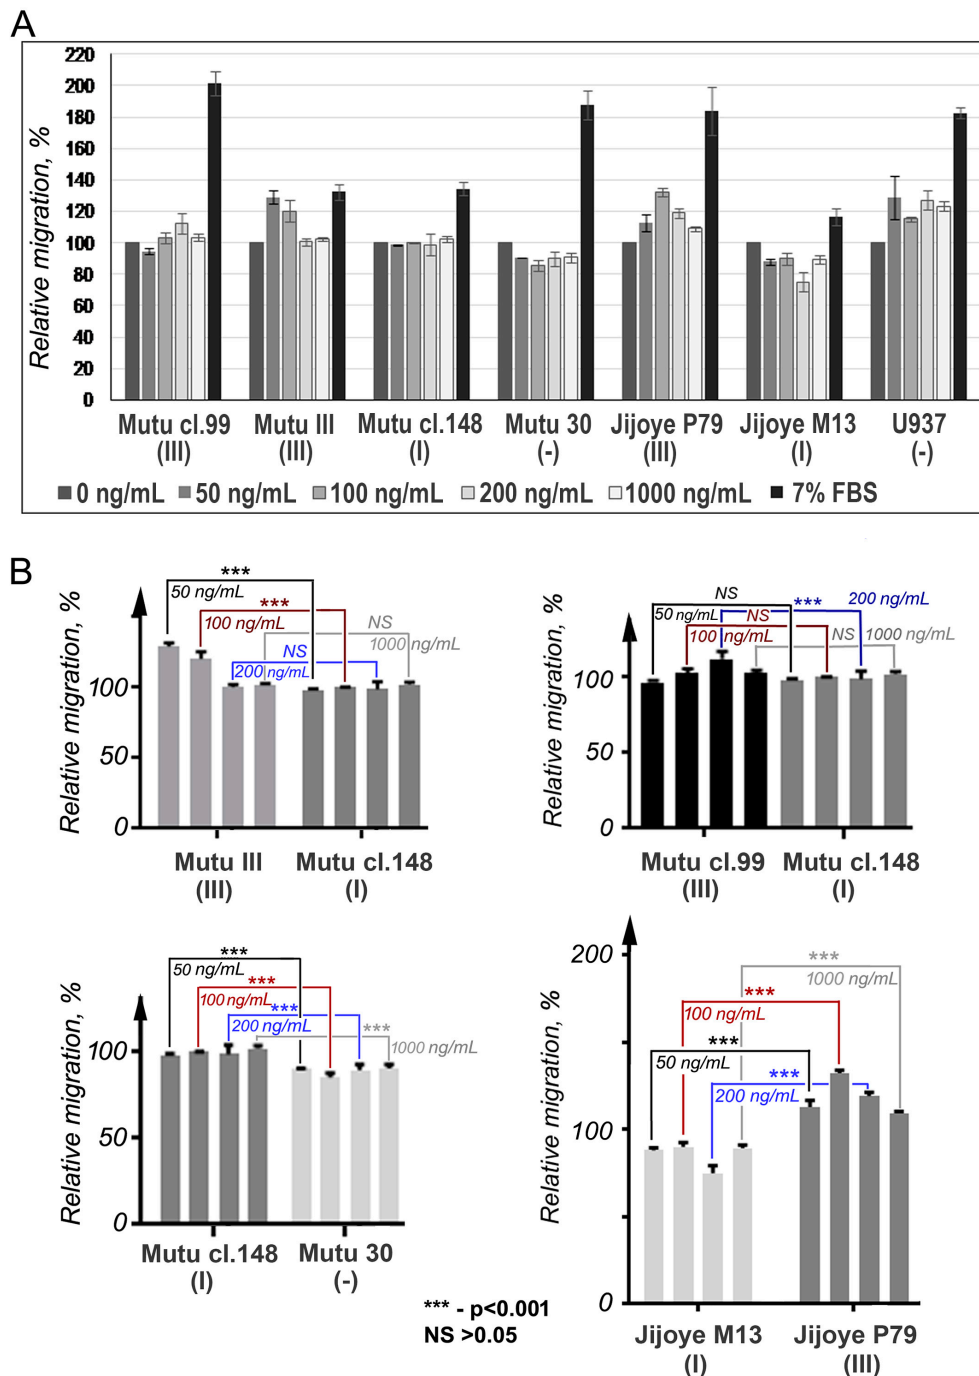 A
Relative migration, %
220
200
180
160
140
120
100
80
60
40
20
0
Mutu cl.99 Mutu III Mutu cl.148 Mutu 30 Jijoye P79 Jijoye M13 U937
(III) (III) (I) (-) (III) (I) (-)
0 ng/mL 50 ng/mL 100 ng/mL 200 ng/mL 1000 ng/mL 7% FBS
B
Relative migration, %
100
50
0
***
50 ng/mL
***
100 ng/mL
NS
1000 ng/mL
NS
200 ng/mL
Mutu III Mutu cl.148
(III) (I)
Relative migration, %
100
50
0
NS
50 ng/mL
*** 200 ng/mL
NS
100 ng/mL
NS 1000 ng/mL
Mutu cl.99 Mutu cl.148
(III) (I)
Relative migration, %
100
50
0
***
50 ng/mL
***
100 ng/mL
***
200 ng/mL
***
1000 ng/mL
Mutu cl.148 Mutu 30
(I) (-)
Relative migration, %
200
100
0
***
1000 ng/mL
***
100 ng/mL
***
50 ng/mL
***
200 ng/mL
Jijoye M13 Jijoye P79
(I) (III)
*** - p<0.001
NS >0.05